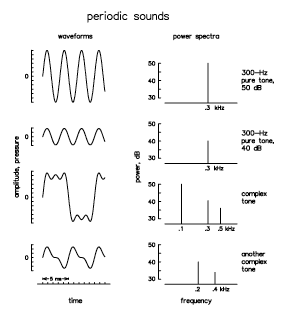 periodic sounds
waveforms
power spectra
amplitude, pressure
power, dB
0
50
40
30
.3 kHz
300-Hz
pure tone,
50 dB
0
50
40
30
.3 kHz
300-Hz
pure tone,
40 dB
0
50
40
30
.1 .3 .5 kHz
complex
tone
0
5 ms
50
40
30
.2 .4 kHz
another
complex
tone
time
frequency